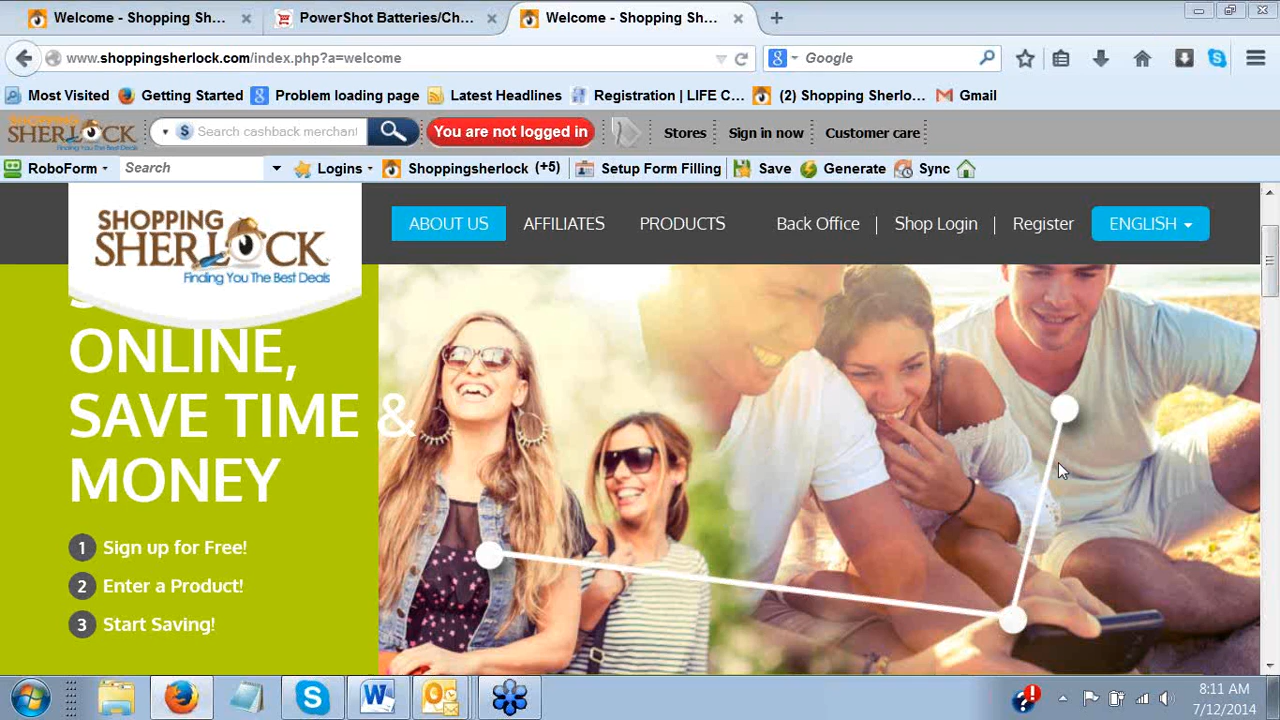 Welcome - Shopping Sh...
PowerShot Batteries/Ch...
Welcome - Shopping Sh...
www.shoppingsherlock.com/index.php?a=welcome
Google
Most Visited
Getting Started
Problem loading page
Latest Headlines
Registration | LIFE C...
(2) Shopping Sherlo...
Gmail
SHOPPING SHERLOCK
Search cashback merchant
You are not logged in
Stores
Sign in now
Customer care
RoboForm
Search
Logins
Shoppingsherlock (+5)
Setup Form Filling
Save
Generate
Sync
SHOPPING
SHERLOCK
Finding You The Best Deals
ABOUT US
AFFILIATES
PRODUCTS
Back Office
Shop Login
Register
ENGLISH
ONLINE,
SAVE TIME &
MONEY
1 Sign up for Free!
2 Enter a Product!
3 Start Saving!
8:11 AM
7/12/2014